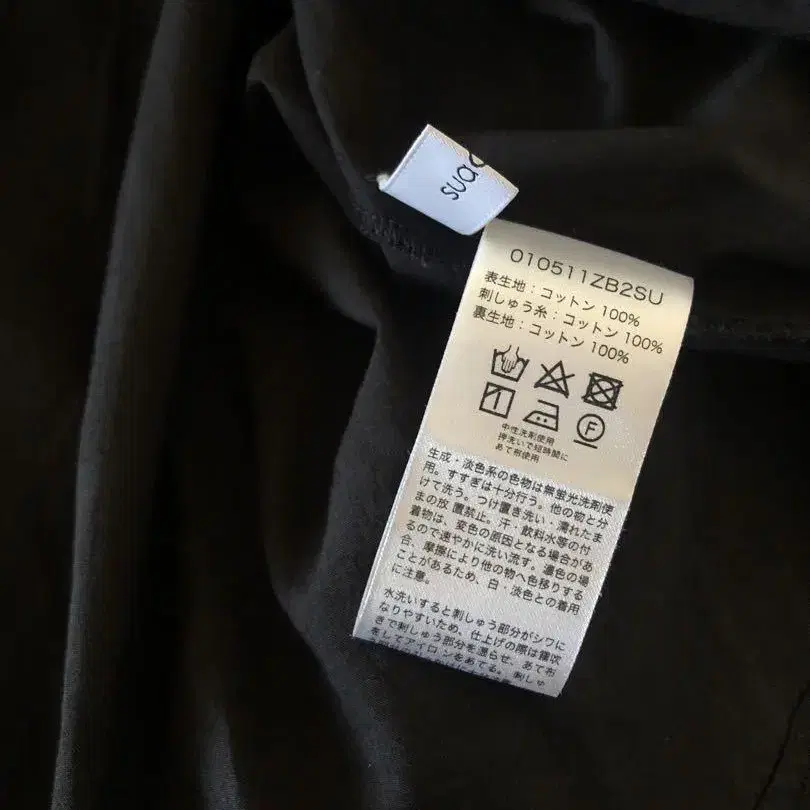 010511ZB2SU
表生地：コットン 100%
刺しゅう糸：コットン 100%
裏生地：コットン 100%
F
中性洗剤使用
押洗いで短時間に
あて布使用
生成・淡色系の色物は無蛍光洗剤使
用。すすぎは十分行う。他の物と分
けて洗う。つけ置き洗い・濡れたま
まの放置禁止。汗・飲料水等の付
着物は、変色の原因となる場合があ
るので速やかに洗い流す。濃色の場
合、摩擦により他の物へ色移りする
ことがあるため、白・淡色との着用
に注意。
水洗いすると刺しゅう部分がシワに
なりやすいため、仕上げの際は霧吹
きで刺しゅう部分を湿らせ、あて布
をしてアイロンをあてる。刺しゅ